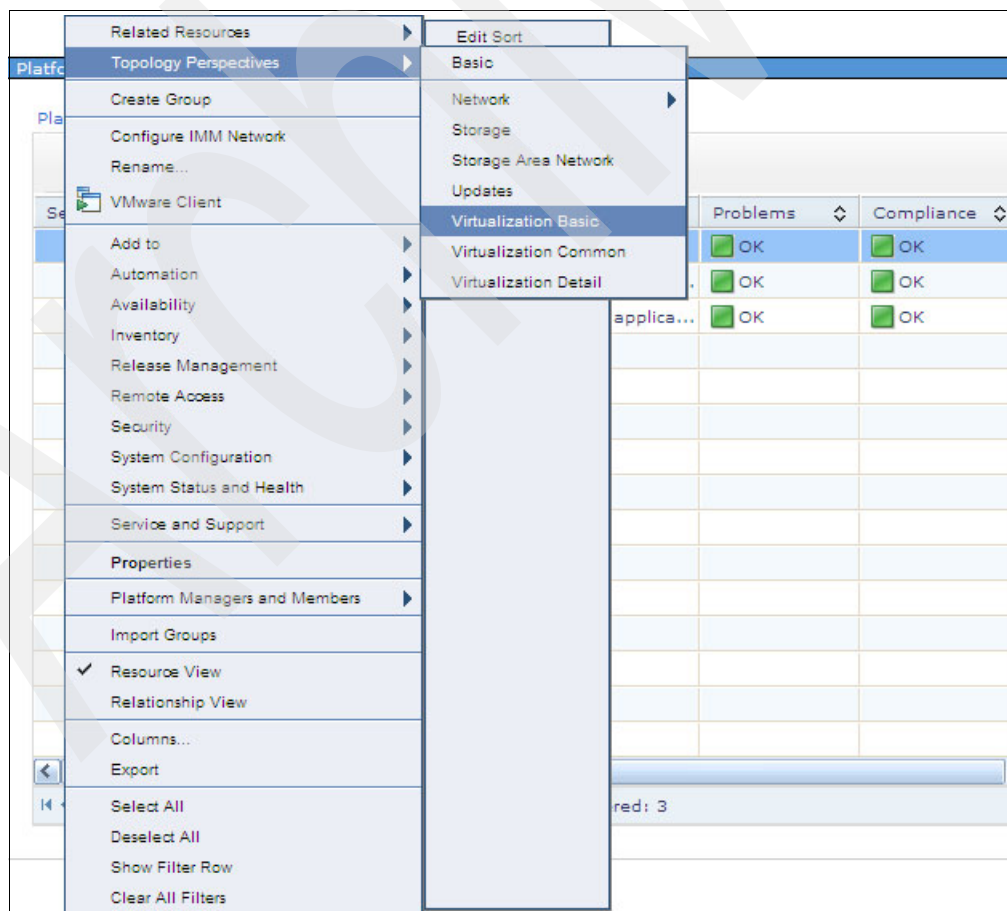 Related Resources
Topology Perspectives
Create Group
Configure IMM Network
Rename...
VMware Client
Add to
Automation
Availability
Inventory
Release Management
Remote Access
Security
System Configuration
System Status and Health
Service and Support
Properties
Platform Managers and Members
Import Groups
Resource View
Relationship View
Columns...
Export
Select All
Deselect All
Show Filter Row
Clear All Filters
Edit Sort
Basic
Network
Storage
Storage Area Network
Updates
Virtualization Basic
Virtualization Common
Virtualization Detail
Platfo
Pla
Se
Problems
Compliance
OK
OK
OK
OK
applica...
OK
OK
red: 3